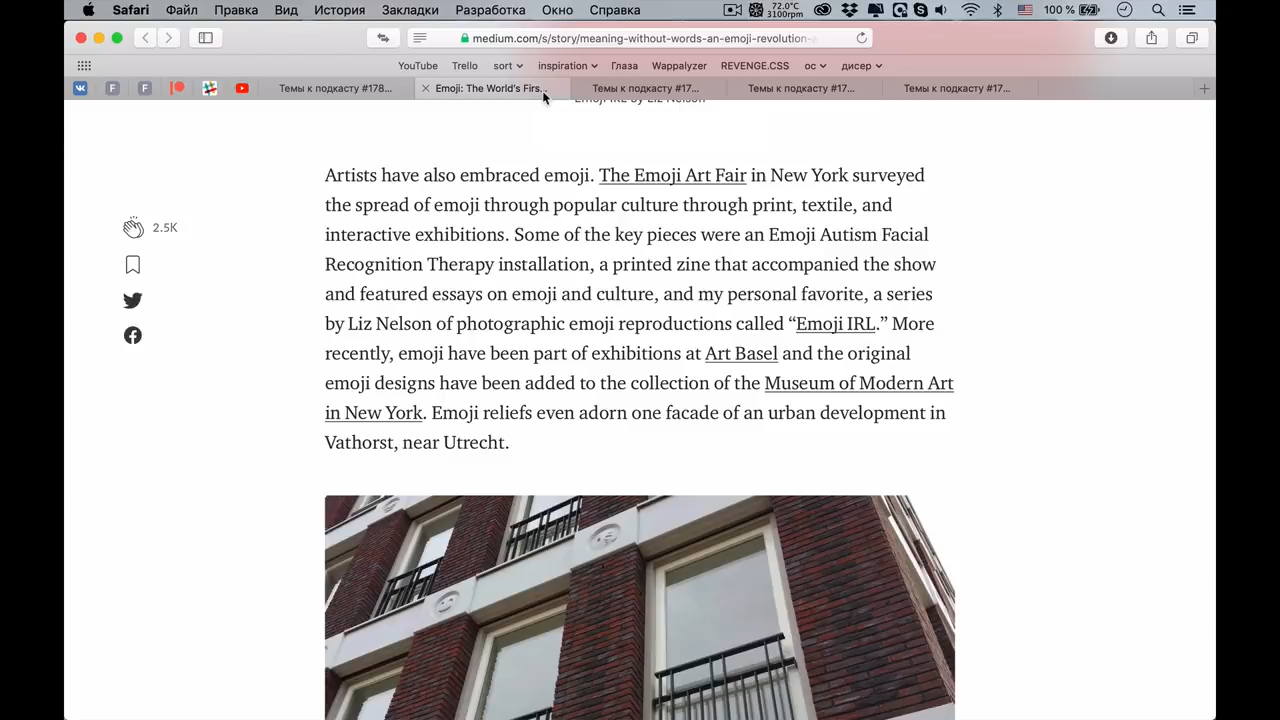 Safari Файл Правка Вид История Закладки Разработка Окно Справка 72.0°C 3100rpm 100 %
medium.com/s/story/meaning-without-words-an-emoji-revolution-
YouTube Trello sort inspiration Глаза Wappalyzer REVENGE.CSS ос дисер
Темы к подкасту #178... Emoji: The World's Firs... Темы к подкасту #17... Темы к подкасту #17... Темы к подкасту #17...
Emoji IRL by Liz Nelson
Artists have also embraced emoji. The Emoji Art Fair in New York surveyed
the spread of emoji through popular culture through print, textile, and
interactive exhibitions. Some of the key pieces were an Emoji Autism Facial
Recognition Therapy installation, a printed zine that accompanied the show
and featured essays on emoji and culture, and my personal favorite, a series
by Liz Nelson of photographic emoji reproductions called “Emoji IRL.” More
recently, emoji have been part of exhibitions at Art Basel and the original
emoji designs have been added to the collection of the Museum of Modern Art
in New York. Emoji reliefs even adorn one facade of an urban development in
Vathorst, near Utrecht.
2.5K